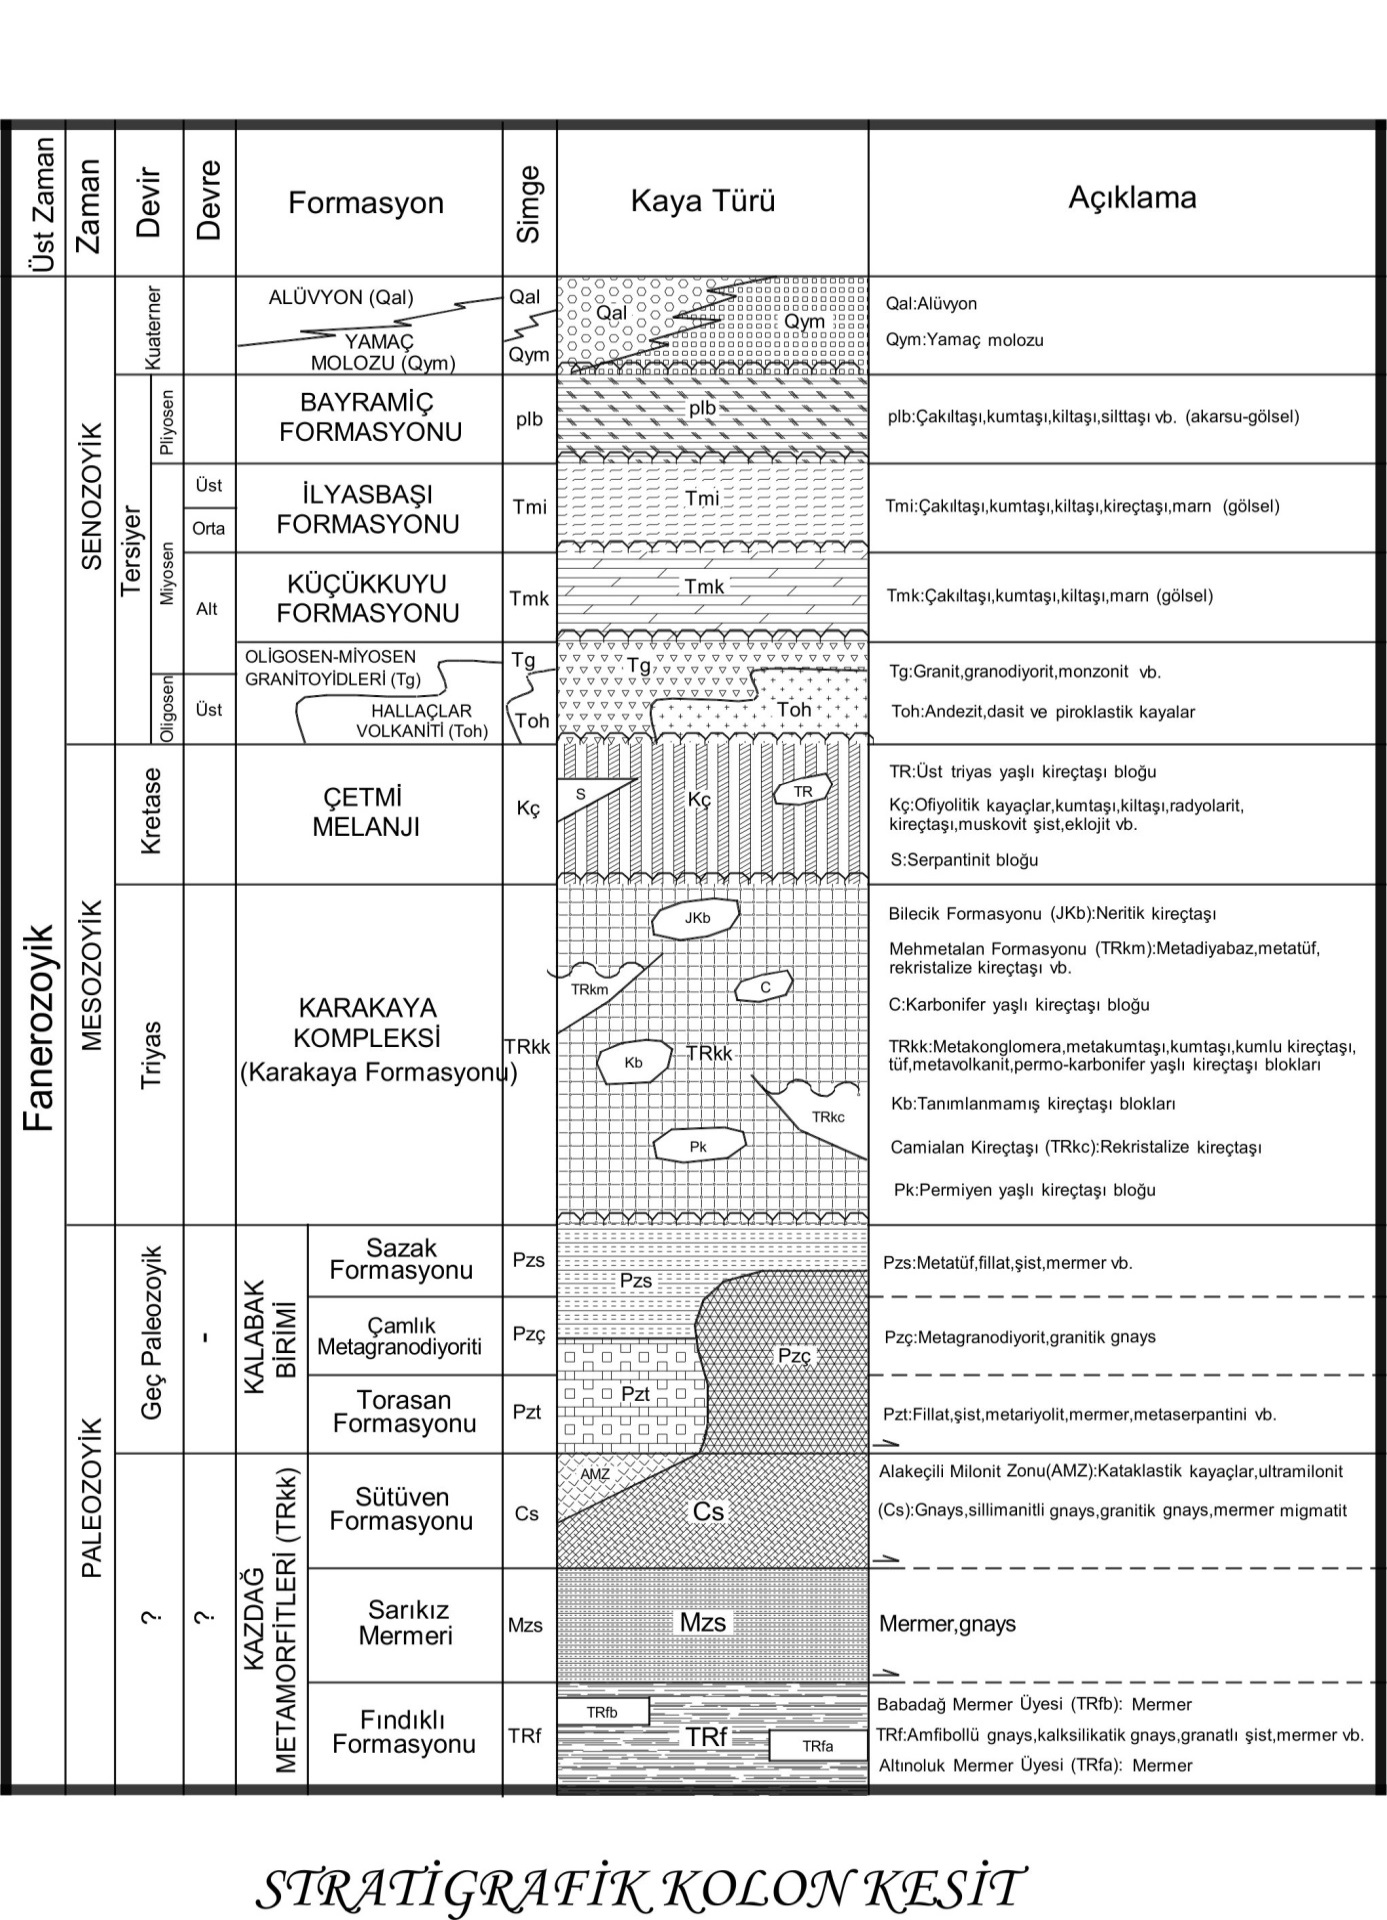 Üst Zaman
Zaman
Devir
Devre
Formasyon
Simge
Kaya Türü
Açıklama
Fanerozoyik
SENOZOYİK
Kuaterner
ALÜVYON (Qal)
YAMAÇ
MOLOZU (Qym)
Qal
Qym
Qal
Qym
Qal:Alüvyon
Qym:Yamaç molozu
Tersiyer
Pliyosen
BAYRAMİÇ
FORMASYONU
plb
plb
plb:Çakıltaşı,kumtaşı,kiltaşı,silttaşı vb. (akarsu-gölsel)
Miyosen
Üst
Orta
İLYASBAŞI
FORMASYONU
Tmi
Tmi
Tmi:Çakıltaşı,kumtaşı,kiltaşı,kireçtaşı,marn (gölsel)
Alt
KÜÇÜKKUYU
FORMASYONU
Tmk
Tmk
Tmk:Çakıltaşı,kumtaşı,kiltaşı,marn (gölsel)
Oligosen
Üst
OLİGOSEN-MİYOSEN
GRANİTOYİDLERİ (Tg)
HALLAÇLAR
VOLKANİTİ (Toh)
Tg
Toh
Tg
Toh
Tg:Granit,granodiyorit,monzonit vb.
Toh:Andezit,dasit ve piroklastik kayalar
MESOZOYİK
Kretase
ÇETMİ
MELANJI
Kç
S
Kç
TR
TR:Üst triyas yaşlı kireçtaşı bloğu
Kç:Ofiyolitik kayaçlar,kumtaşı,kiltaşı,radyolarit,
kireçtaşı,muskovit şist,eklojit vb.
S:Serpantinit bloğu
Triyas
KARAKAYA
KOMPLEKSİ
(Karakaya Formasyonu)
TRkk
JKb
TRkm
C
Kb
TRkk
TRkc
Pk
Bilecik Formasyonu (JKb):Neritik kireçtaşı
Mehmetalan Formasyonu (TRkm):Metadiyabaz,metatüf,
rekristalize kireçtaşı vb.
C:Karbonifer yaşlı kireçtaşı bloğu
TRkk:Metakonglomera,metakumtaşı,kumtaşı,kumlu kireçtaşı,
tüf,metavolkanit,permo-karbonifer yaşlı kireçtaşı blokları
Kb:Tanımlanmamış kireçtaşı blokları
Camialan Kireçtaşı (TRkc):Rekristalize kireçtaşı
Pk:Permiyen yaşlı kireçtaşı bloğu
PALEOZOYİK
Geç Paleozoyik
-
KALABAK
BİRİMİ
Sazak
Formasyonu
Pzs
Pzs
Pzs:Metatüf,fillat,şist,mermer vb.
Çamlık
Metagranodiyoriti
Pzç
Pzç
Pzç:Metagranodiyorit,granitik gnays
Torasan
Formasyonu
Pzt
Pzt
Pzt:Fillat,şist,metariyolit,mermer,metaserpantini vb.
?
?
KAZDAĞ
METAMORFİTLERİ (TRkk)
Sütüven
Formasyonu
Cs
AMZ
Cs
Alakeçili Milonit Zonu(AMZ):Kataklastik kayaçlar,ultramilonit
(Cs):Gnays,sillimanitli gnays,granitik gnays,mermer migmatit
Sarıkız
Mermeri
Mzs
Mzs
Mermer,gnays
Fındıklı
Formasyonu
TRf
TRfb
TRf
TRfa
Babadağ Mermer Üyesi (TRfb): Mermer
TRf:Amfibollü gnays,kalksilikatik gnays,granatlı şist,mermer vb.
Altınoluk Mermer Üyesi (TRfa): Mermer
STRATİGRAFİK KOLON KESİT